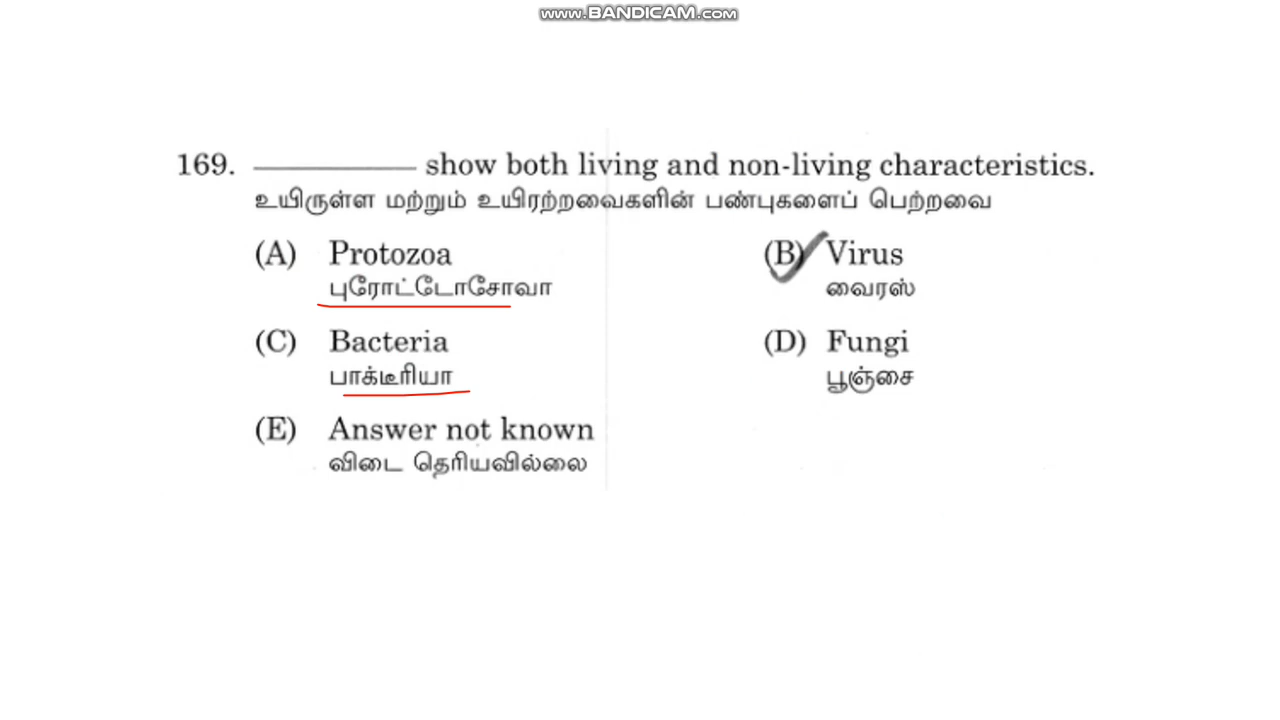 www.BANDICAM.com
169. ______ show both living and non-living characteristics.
உயிருள்ள மற்றும் உயிரற்றவைகளின் பண்புகளைப் பெற்றவை
(A) Protozoa (B) Virus
புரோட்டோசோவா வைரஸ்
(C) Bacteria (D) Fungi
பாக்டீரியா பூஞ்சை
(E) Answer not known
விடை தெரியவில்லை